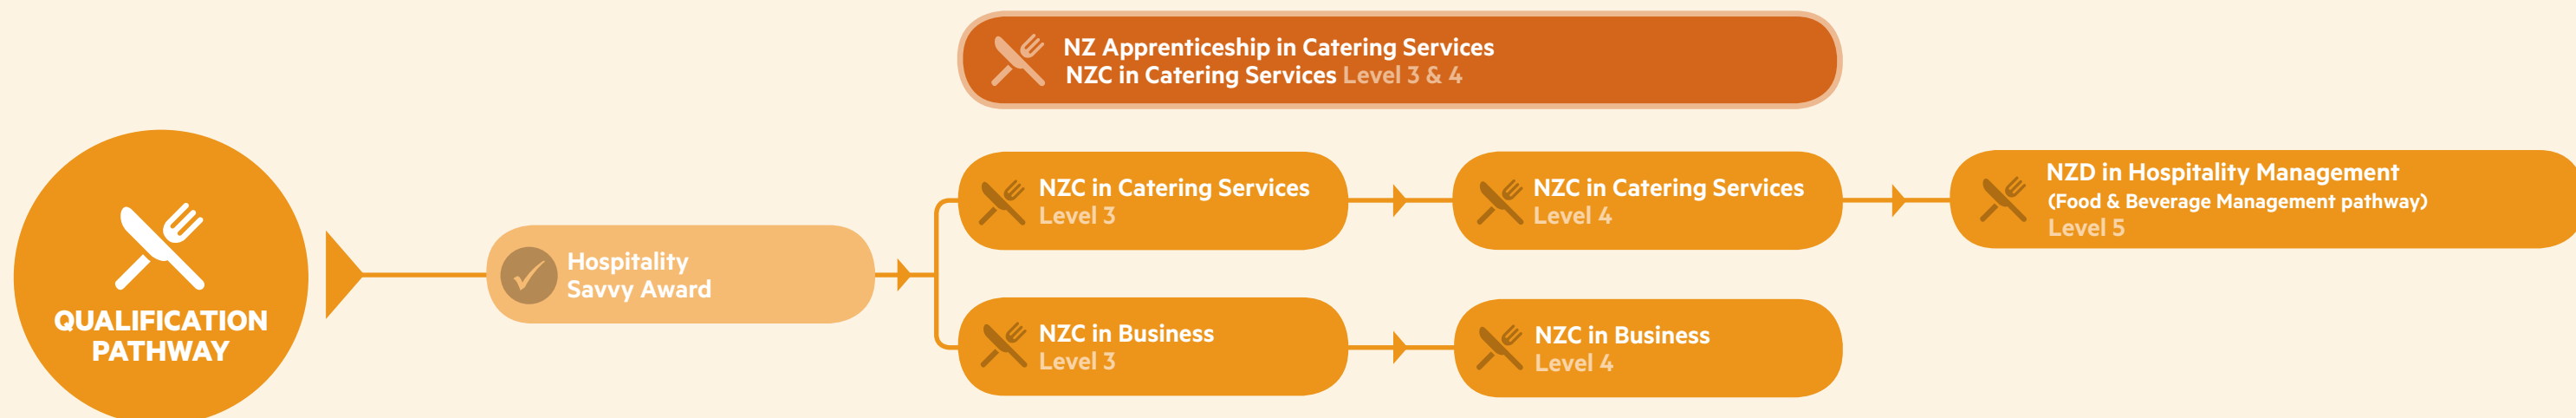 NZ Apprenticeship in Catering Services
NZC in Catering Services Level 3 & 4
QUALIFICATION
PATHWAY
Hospitality
Savvy Award
NZC in Catering Services
Level 3
NZC in Catering Services
Level 4
NZD in Hospitality Management
(Food & Beverage Management pathway)
Level 5
NZC in Business
Level 3
NZC in Business
Level 4